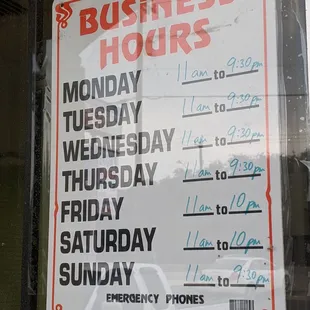 BUSINESS
HOURS
MONDAY 11am to 9:30pm
TUESDAY 11am to 9:30pm
WEDNESDAY 11am to 9:30pm
THURSDAY 11am to 9:30pm
FRIDAY 11am to 10pm
SATURDAY 11am to 10pm
SUNDAY 11am to 9:30pm
EMERGENCY PHONES